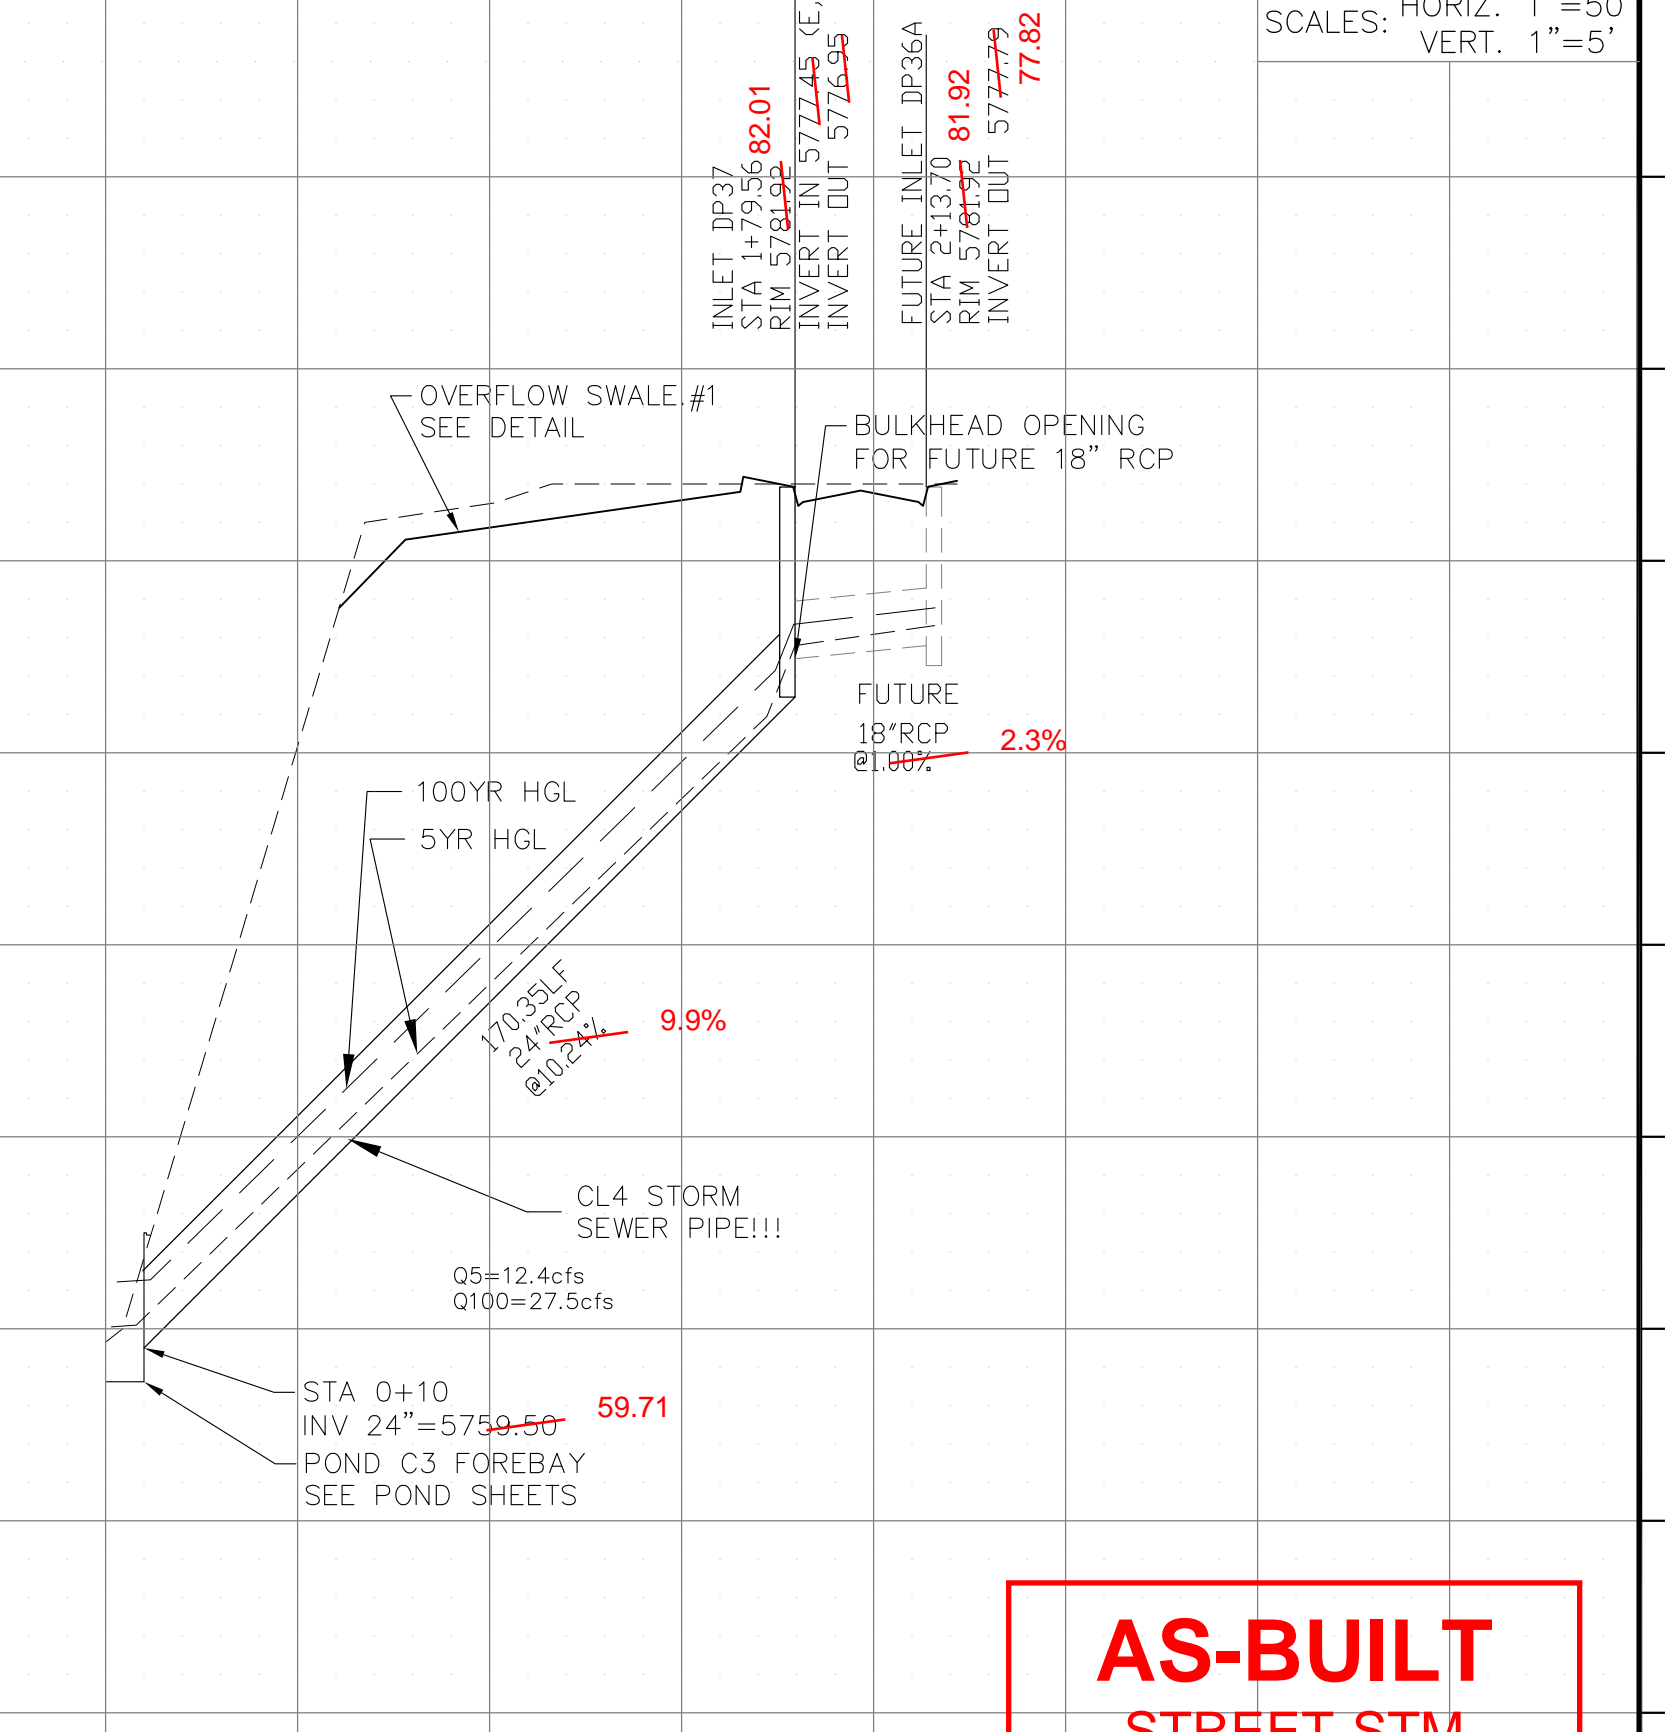 HORIZ. 1"=50'
SCALES:
VERT. 1"=5'
INLET DP37
STA 1+79.56
RIM 5781.92
82.01
INVERT IN 5777.45 (E,
INVERT OUT 5776.95
FUTURE INLET DP36A
STA 2+13.70
RIM 5781.92
81.92
INVERT OUT 5777.79
77.82
OVERFLOW SWALE #1
SEE DETAIL
BULKHEAD OPENING
FOR FUTURE 18" RCP
FUTURE
18"RCP
@1.00%
2.3%
100YR HGL
5YR HGL
170.35LF
24"RCP
@10.24%
9.9%
CL4 STORM
SEWER PIPE!!!
Q5=12.4cfs
Q100=27.5cfs
STA 0+10
INV 24"=5759.50
59.71
POND C3 FOREBAY
SEE POND SHEETS
AS-BUILT
STREET STM